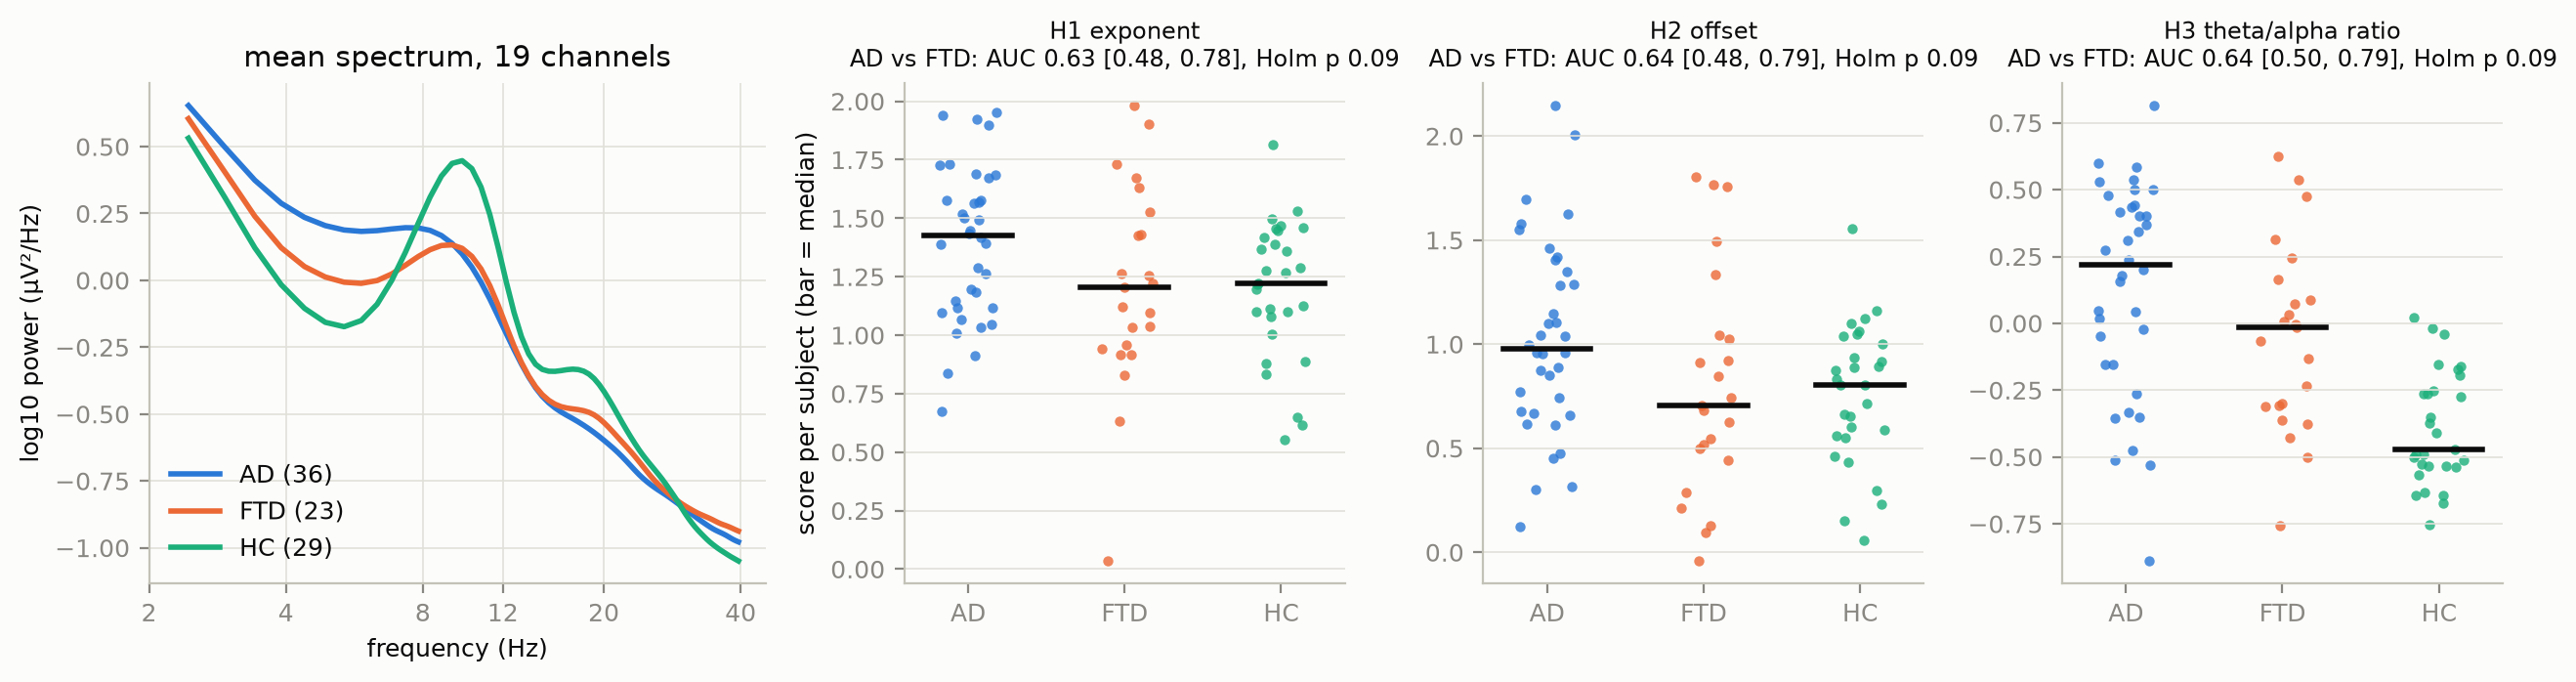 mean spectrum, 19 channels
0.50
0.25
0.00
−0.25
−0.50
−0.75
−1.00
log10 power (µV²/Hz)
AD (36)
FTD (23)
HC (29)
2 4 8 12 20 40
frequency (Hz)
H1 exponent
AD vs FTD: AUC 0.63 [0.48, 0.78], Holm p 0.09
2.00
1.75
1.50
1.25
1.00
0.75
0.50
0.25
0.00
score per subject (bar = median)
AD FTD HC
H2 offset
AD vs FTD: AUC 0.64 [0.48, 0.79], Holm p 0.09
2.0
1.5
1.0
0.5
0.0
AD FTD HC
H3 theta/alpha ratio
AD vs FTD: AUC 0.64 [0.50, 0.79], Holm p 0.09
0.75
0.50
0.25
0.00
−0.25
−0.50
−0.75
AD FTD HC